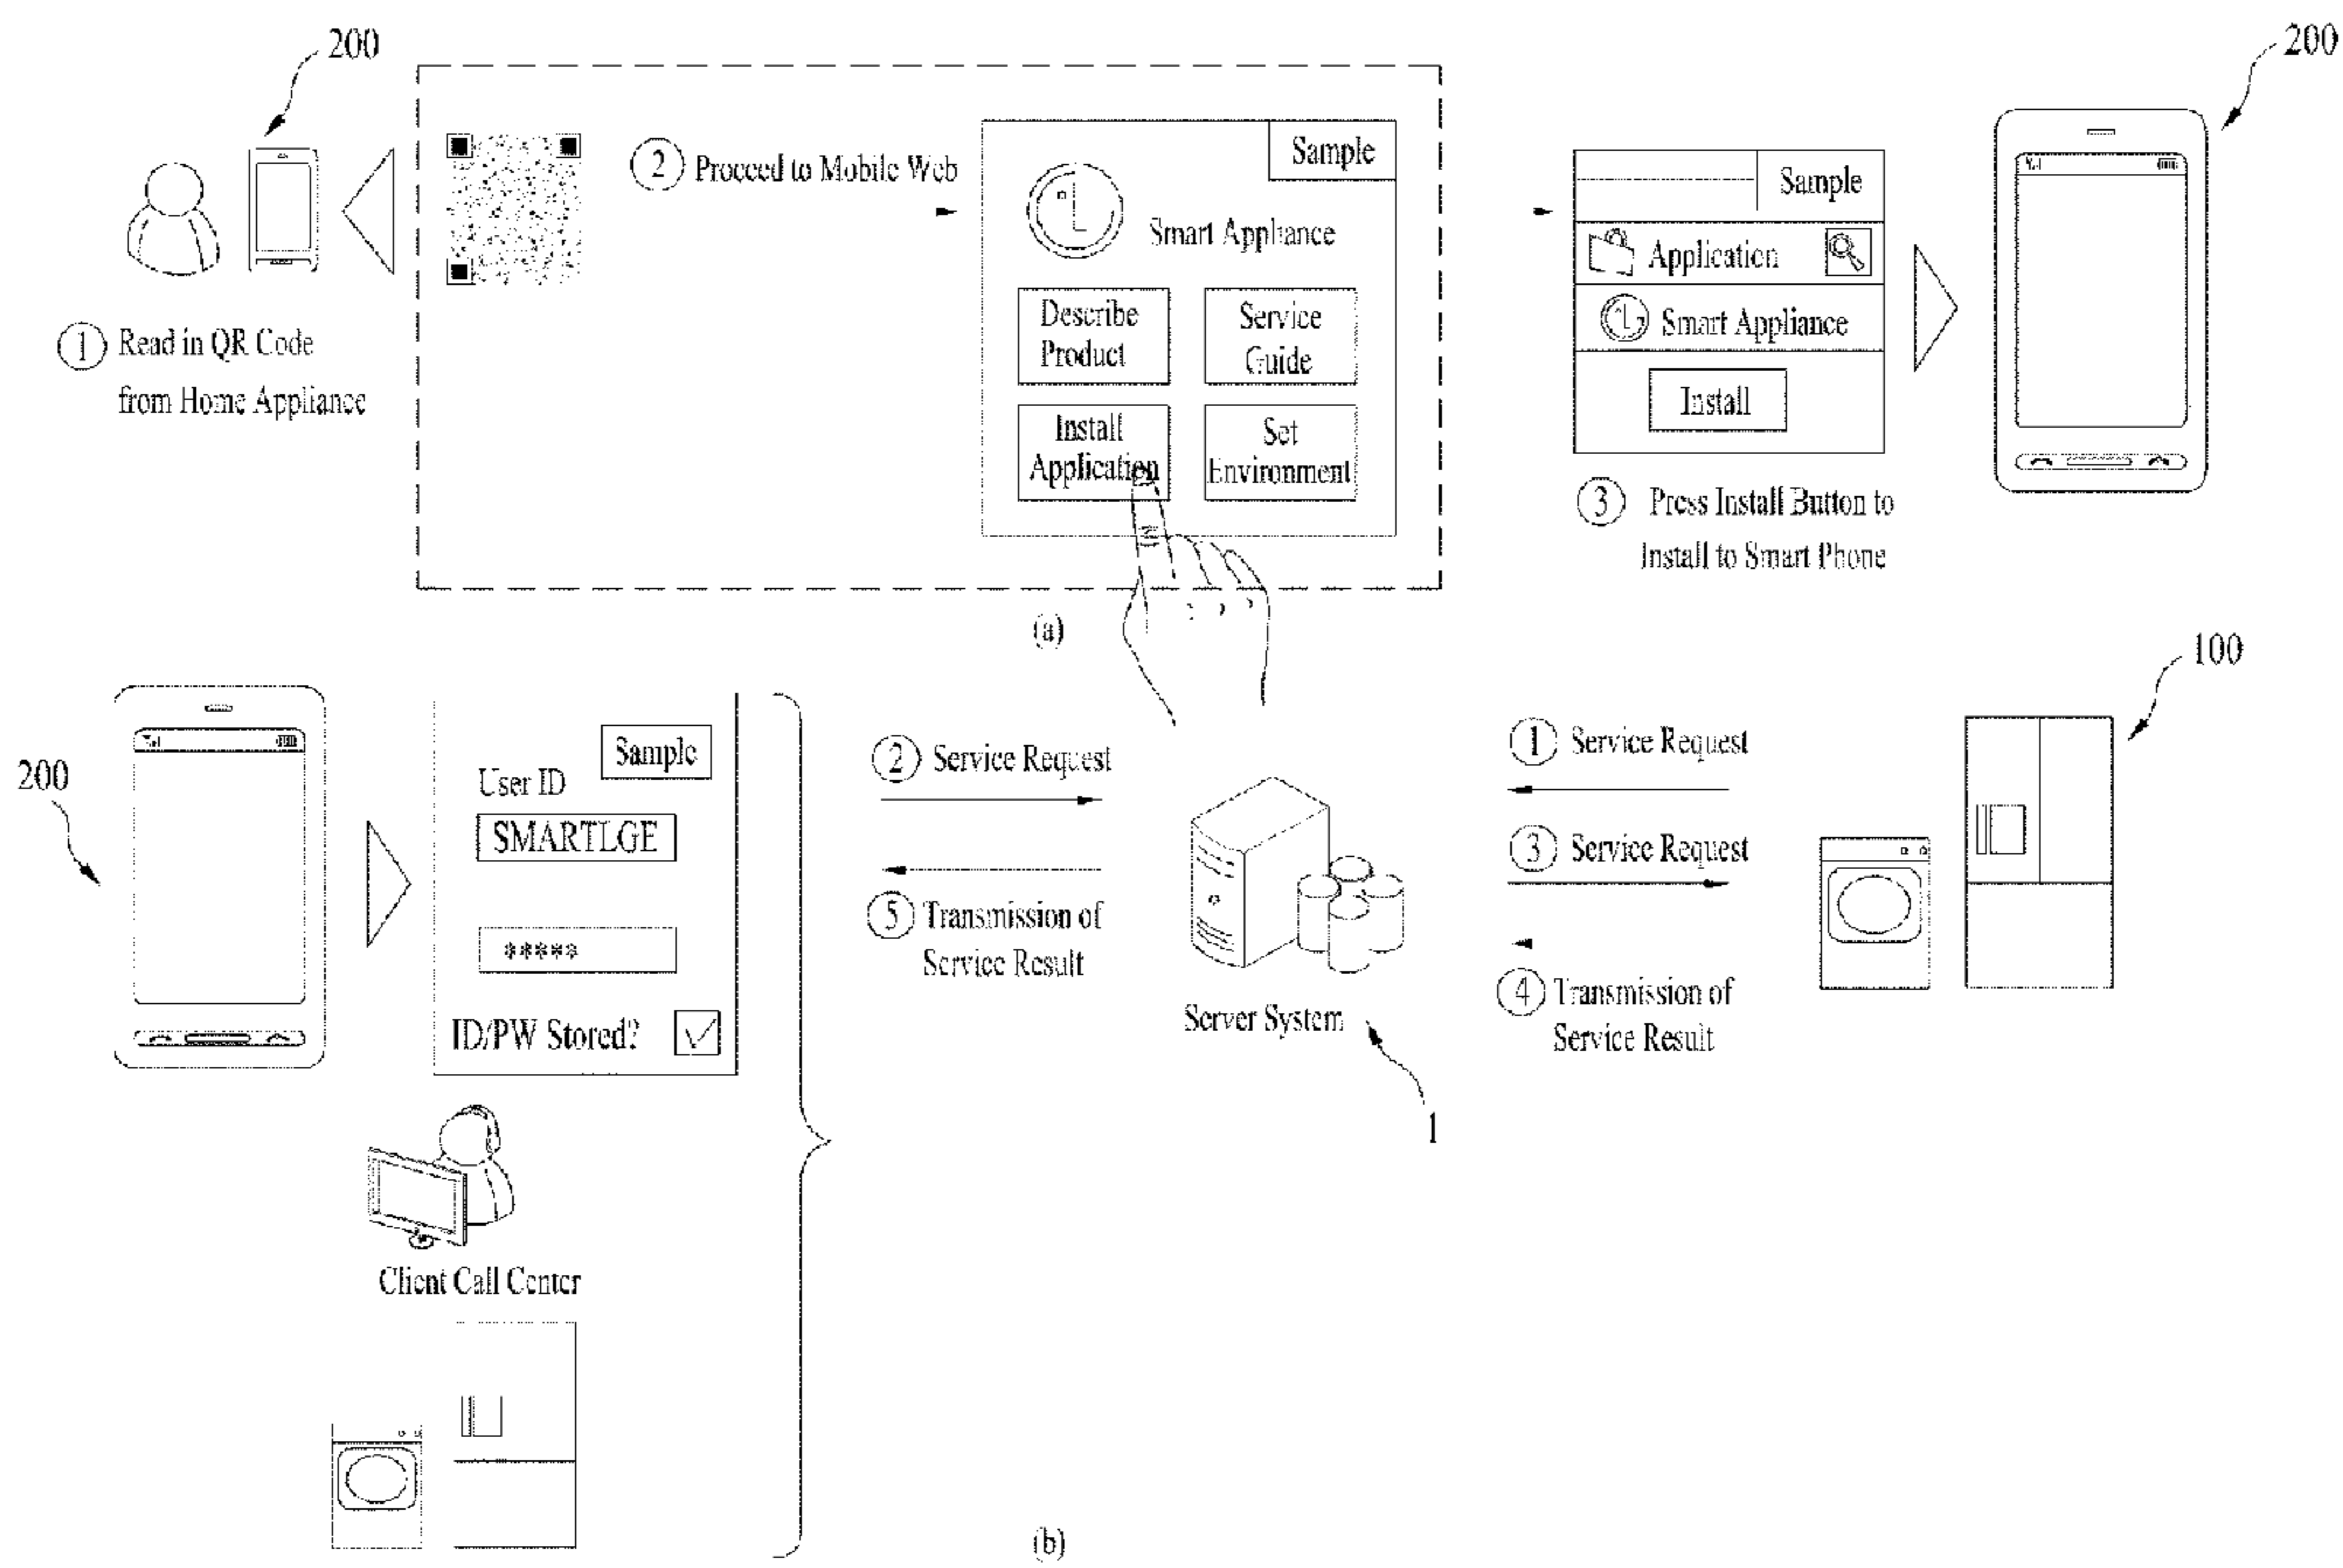 200
200
① Read in QR Code
from Home Appliance
② Proceed to Mobile Web
Sample
Smart Appliance
Describe
Product
Service
Guide
Install
Application
Set
Environment
Sample
Application
Smart Appliance
Install
③ Press Install Button to
Install to Smart Phone
(a)
200
Sample
User ID
SMARTLGE
*****
ID/PW Stored?
Client Call Center
② Service Request
⑤ Transmission of
Service Result
Server System
1
① Service Request
③ Service Request
④ Transmission of
Service Result
100
(b)